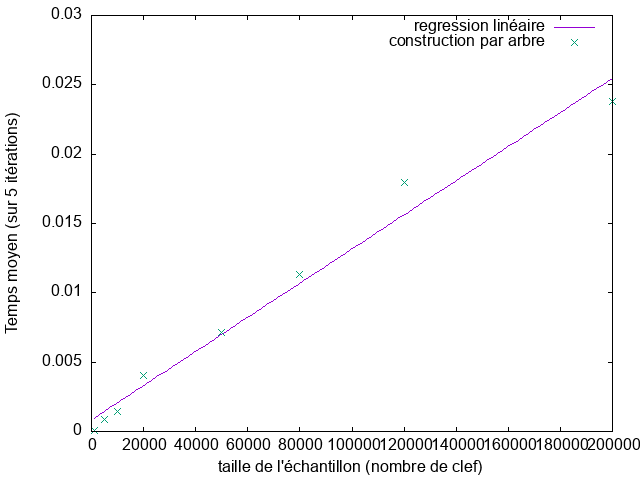 regression linéaire
construction par arbre
0.03
0.025
0.02
0.015
0.01
0.005
0
Temps moyen (sur 5 itérations)
0 20000 40000 60000 80000 100000 120000 140000 160000 180000 200000
taille de l'échantillon (nombre de clef)